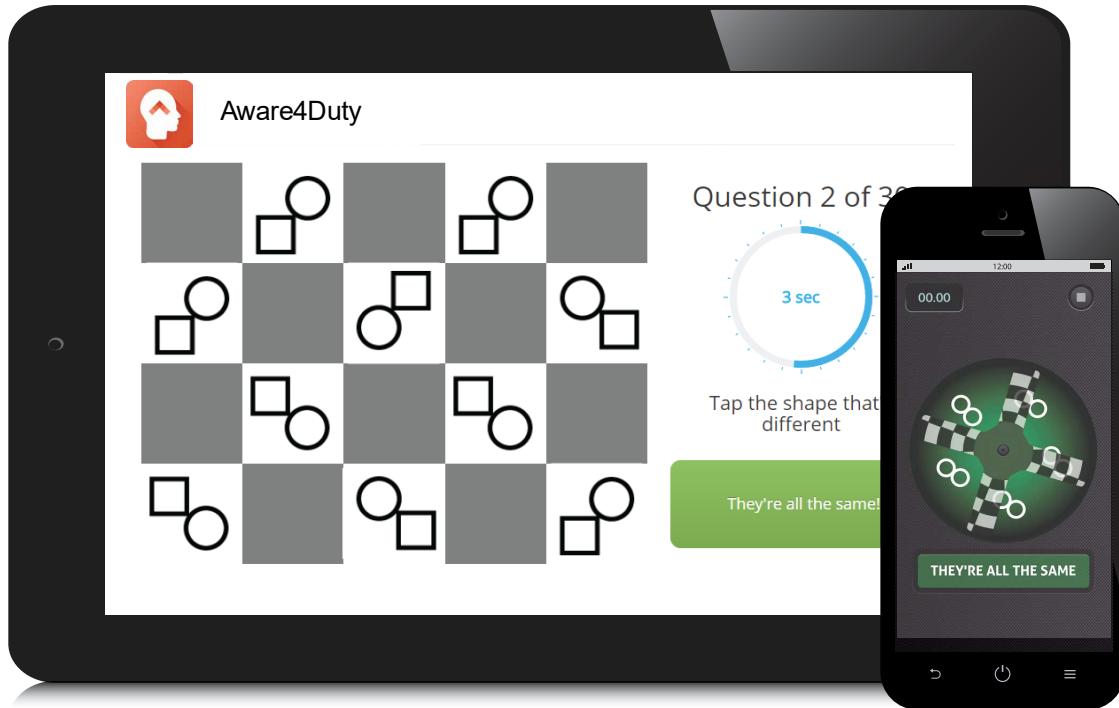 Aware4Duty
Question 2 of
3 sec
Tap the shape that
different
They're all the same!
12:00
00.00
THEY'RE ALL THE SAME